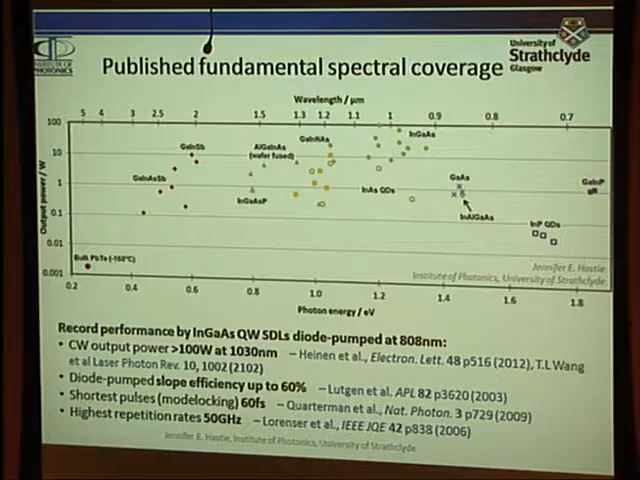 INSTITUTE OF
PHOTONICS
Published fundamental spectral coverage
University of
Strathclyde
Glasgow
Wavelength / μm
5 4 3 2.5 2 1.5 1.3 1.2 1.1 1 0.9 0.8 0.7
Output power / W
100
10
1
0.1
0.01
0.001
GaInNAs
InGaAs
GaInSb
AlGaInAs
(wafer fused)
GaInAsSb
GaAs
GaInP
InAs QDs
InGaAsP
InAlGaAs
InP QDs
Bulk PbTe (-168°C)
Jennifer E. Hastie
Institute of Photonics, University of Strathclyde
0.2 0.4 0.6 0.8 1.0 1.2 1.4 1.6 1.8
Photon energy / eV
Record performance by InGaAs QW SDLs diode-pumped at 808nm:
• CW output power >100W at 1030nm – Heinen et al., Electron. Lett. 48 p516 (2012), T.L Wang
et al Laser Photon Rev. 10, 1002 (2102)
• Diode-pumped slope efficiency up to 60% – Lutgen et al. APL 82 p3620 (2003)
• Shortest pulses (modelocking) 60fs – Quarterman et al., Nat. Photon. 3 p729 (2009)
• Highest repetition rates 50GHz – Lorenser et al., IEEE JQE 42 p838 (2006)
Jennifer E. Hastie, Institute of Photonics, University of Strathclyde